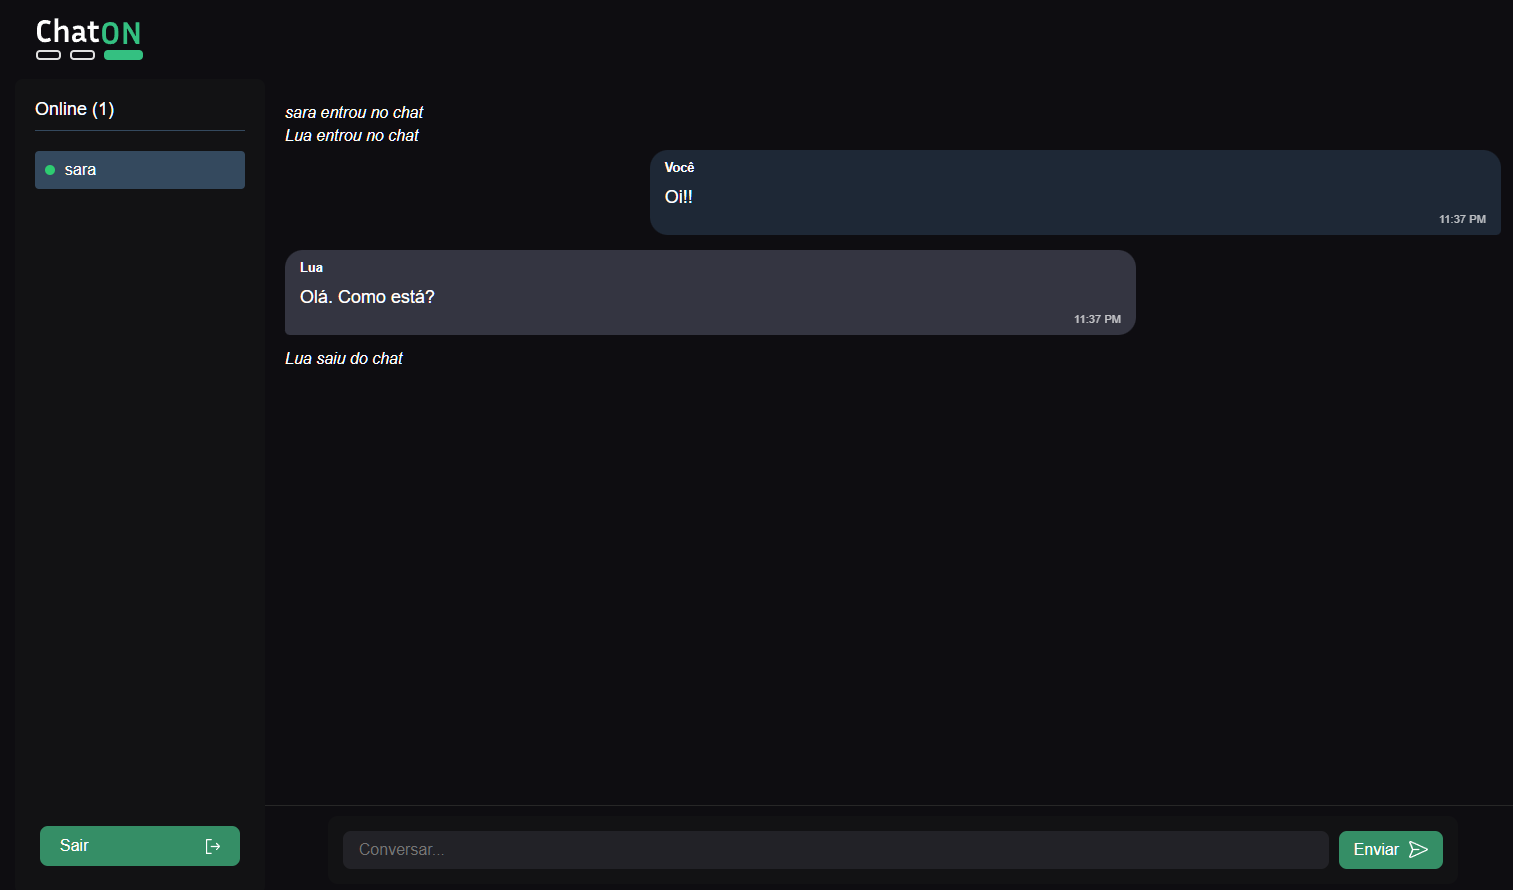 ChatON
Online (1)
sara
sara entrou no chat
Lua entrou no chat
Você
Oi!!
11:37 PM
Lua
Olá. Como está?
11:37 PM
Lua saiu do chat
Sair
Conversar...
Enviar